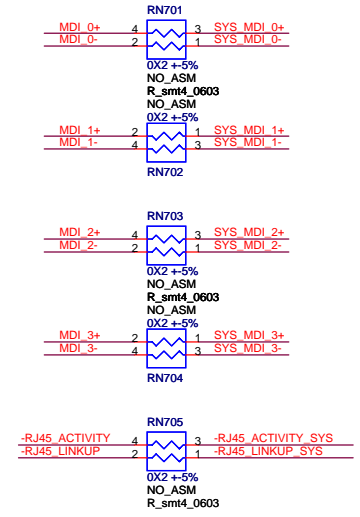 RN701
MDI_0+ 4 3 SYS_MDI_0+
MDI_0- 2 1 SYS_MDI_0-
0X2 +-5%
NO_ASM
R_smt4_0603
NO_ASM
0X2 +-5%
MDI_1+ 2 1 SYS_MDI_1+
MDI_1- 4 3 SYS_MDI_1-
RN702
RN703
MDI_2+ 4 3 SYS_MDI_2+
MDI_2- 2 1 SYS_MDI_2-
0X2 +-5%
NO_ASM
R_smt4_0603
NO_ASM
0X2 +-5%
MDI_3+ 2 1 SYS_MDI_3+
MDI_3- 4 3 SYS_MDI_3-
RN704
RN705
-RJ45_ACTIVITY 4 3 -RJ45_ACTIVITY_SYS
-RJ45_LINKUP 2 1 -RJ45_LINKUP_SYS
0X2 +-5%
NO_ASM
R_smt4_0603